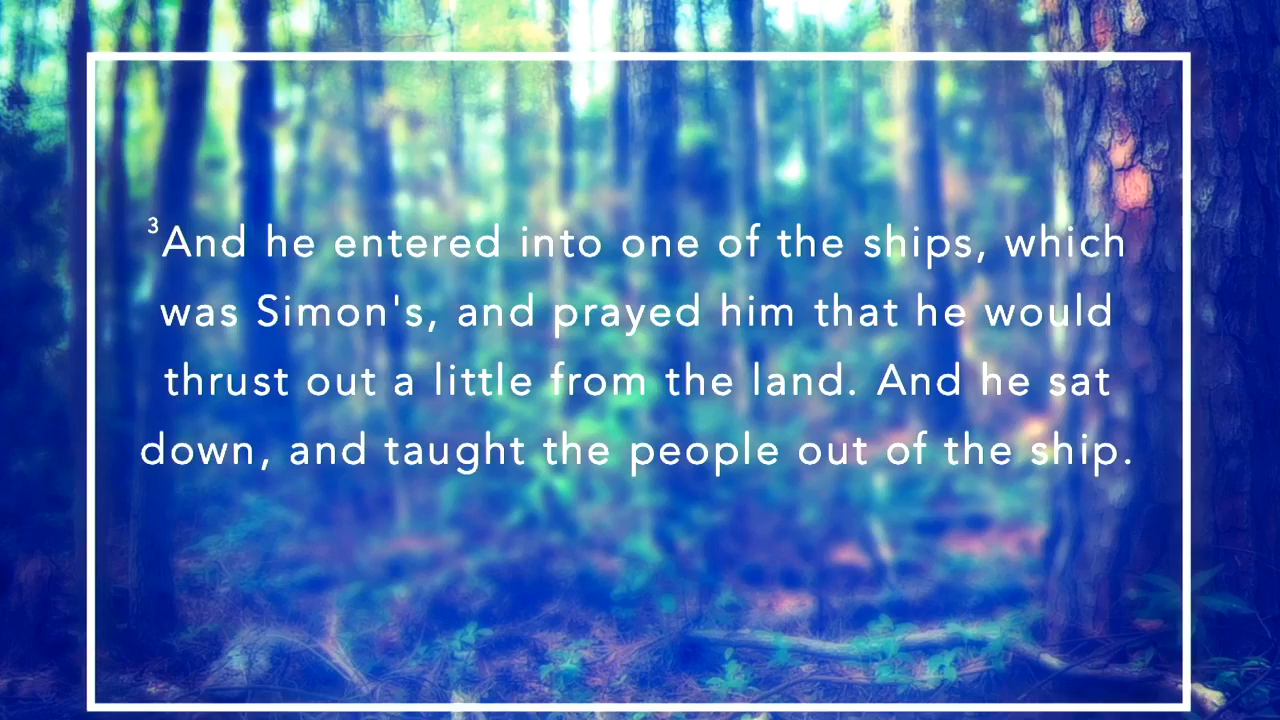 ³And he entered into one of the ships, which
was Simon's, and prayed him that he would
thrust out a little from the land. And he sat
down, and taught the people out of the ship.